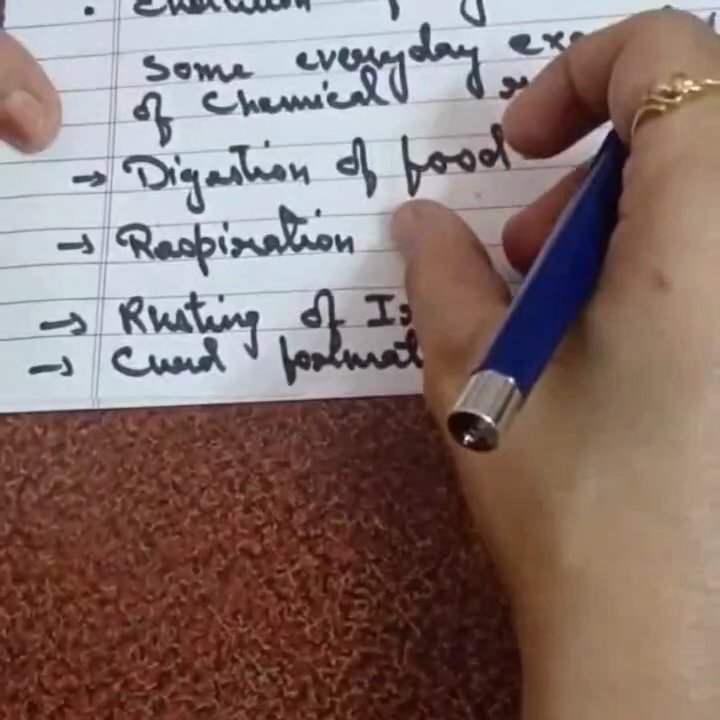 some everyday
of Chemical
→ Digestion of food
→ Respiration
→ Rusting of
→ Curd